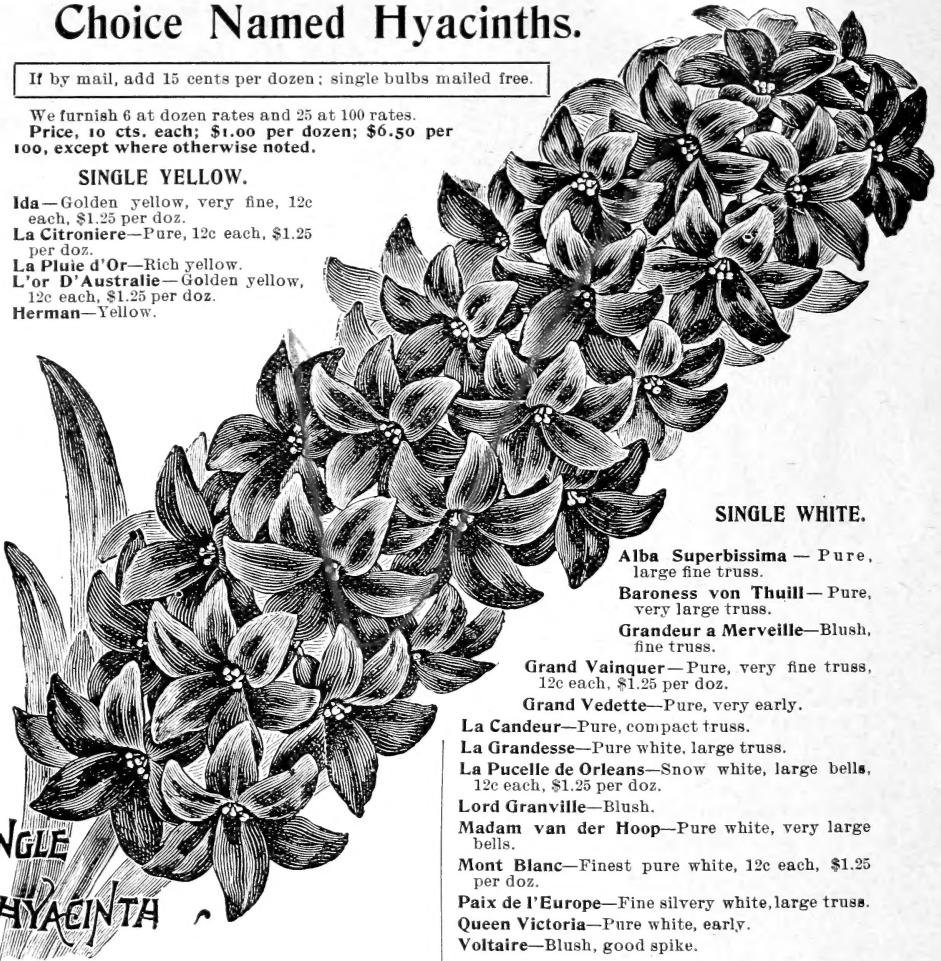 Choice Named Hyacinths.
If by mail, add 15 cents per dozen; single bulbs mailed free.
We furnish 6 at dozen rates and 25 at 100 rates.
Price, 10 cts. each; $1.00 per dozen; $6.50 per
100, except where otherwise noted.
SINGLE YELLOW.
Ida—Golden yellow, very fine, 12c
each, $1.25 per doz.
La Citroniere—Pure, 12c each, $1.25
per doz.
La Pluie d'Or—Rich yellow.
L'or D'Australie—Golden yellow,
12c each, $1.25 per doz.
Herman—Yellow.
SINGLE WHITE.
Alba Superbissima — Pure,
large fine truss.
Baroness von Thuill—Pure,
very large truss.
Grandeur a Merveille—Blush,
fine truss.
Grand Vainquer—Pure, very fine truss,
12c each, $1.25 per doz.
Grand Vedette—Pure, very early.
La Candeur—Pure, compact truss.
La Grandesse—Pure white, large truss.
La Pucelle de Orleans—Snow white, large bells,
12c each, $1.25 per doz.
Lord Granville—Blush.
Madam van der Hoop—Pure white, very large
bells.
Mont Blanc—Finest pure white, 12c each, $1.25
per doz.
Paix de l'Europe—Fine silvery white, large truss.
Queen Victoria—Pure white, early.
Voltaire—Blush, good spike.
NGLE
HYACINTH